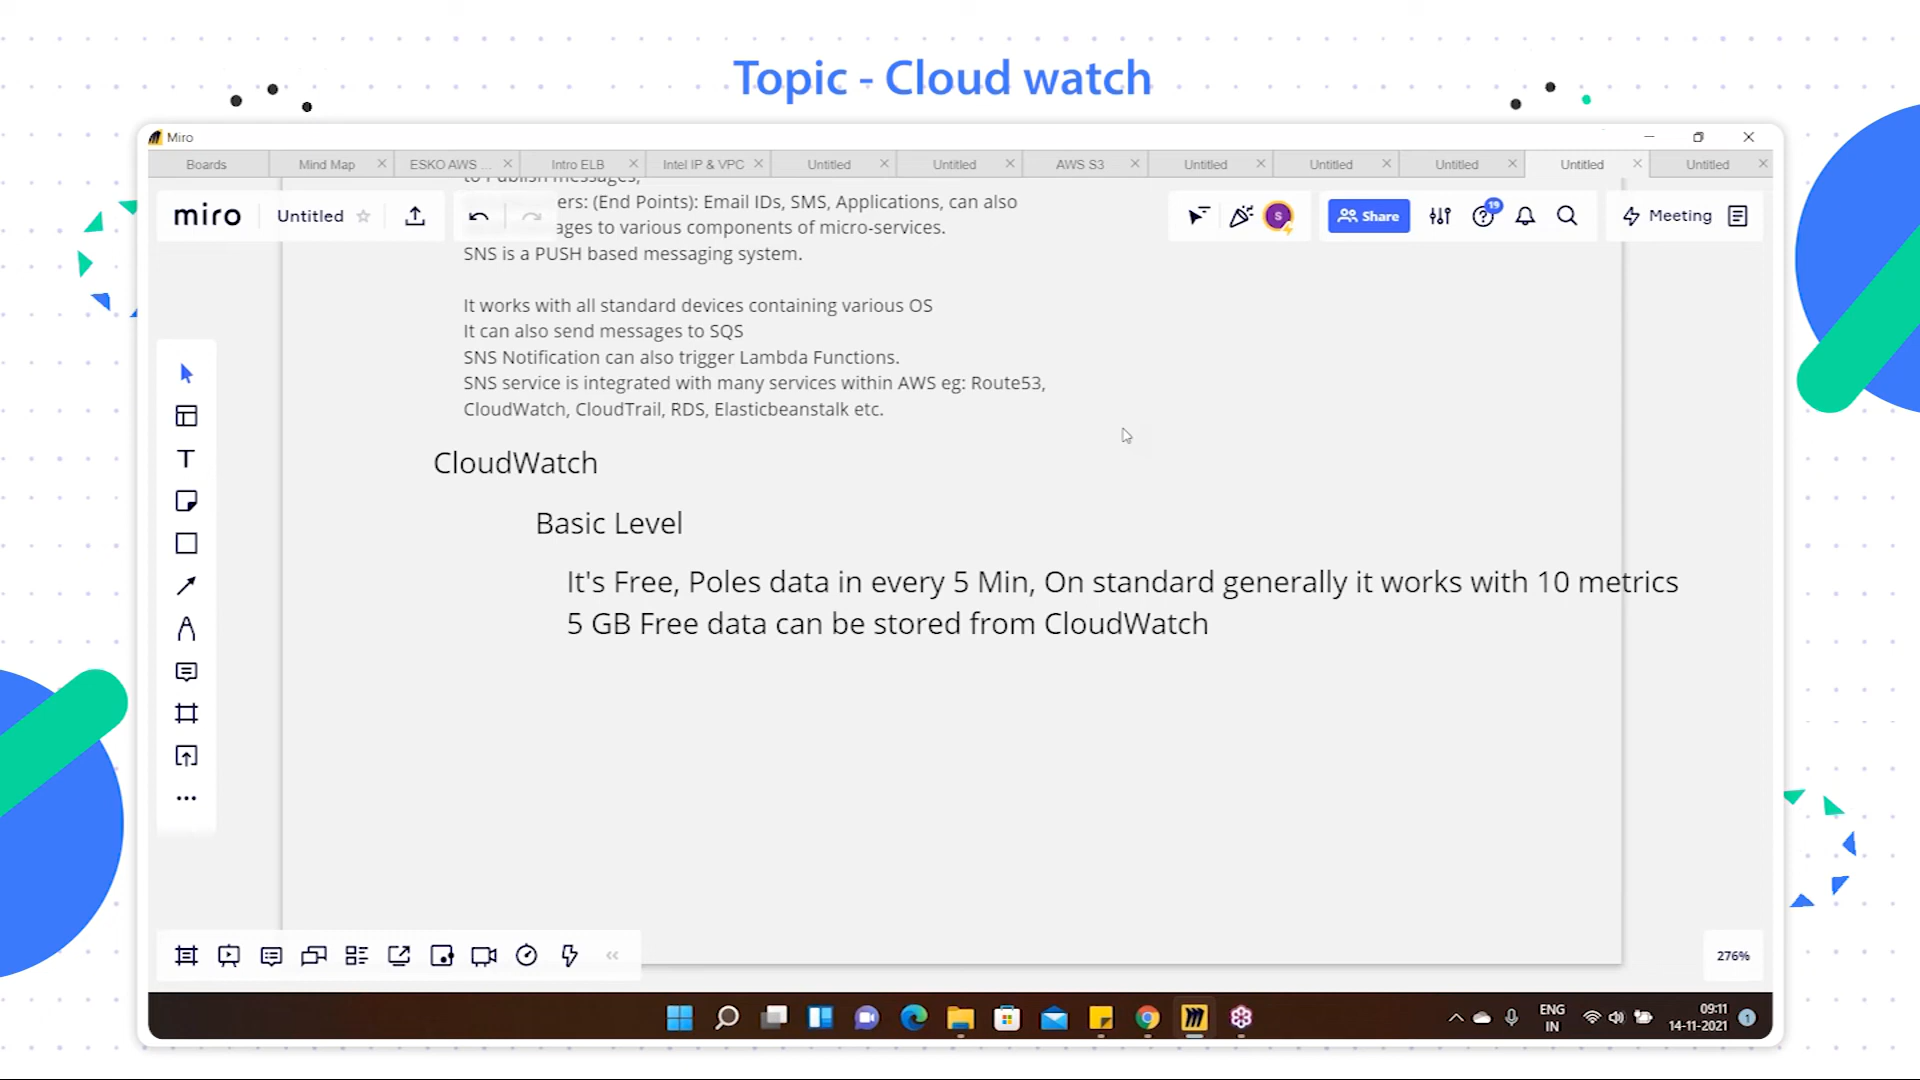 Topic - Cloud watch
Miro
Boards
Mind Map
ESKO AWS ...
Intro ELB
Intel IP & VPC
Untitled
Untitled
AWS S3
Untitled
Untitled
Untitled
Untitled
Untitled
to Publish messages,
miro
Untitled
ers: (End Points): Email IDs, SMS, Applications, can also
ages to various components of micro-services.
SNS is a PUSH based messaging system.
S
Share
19
Meeting
It works with all standard devices containing various OS
It can also send messages to SQS
SNS Notification can also trigger Lambda Functions.
SNS service is integrated with many services within AWS eg: Route53,
CloudWatch, CloudTrail, RDS, Elasticbeanstalk etc.
CloudWatch
Basic Level
It's Free, Poles data in every 5 Min, On standard generally it works with 10 metrics
5 GB Free data can be stored from CloudWatch
276%
ENG
IN
09:11
14-11-2021
1